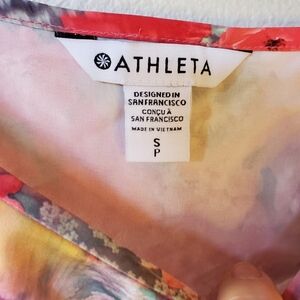 ATHLETA
DESIGNED IN
SAN FRANCISCO
CONÇU À
SAN FRANCISCO
MADE IN VIETNAM
S
P